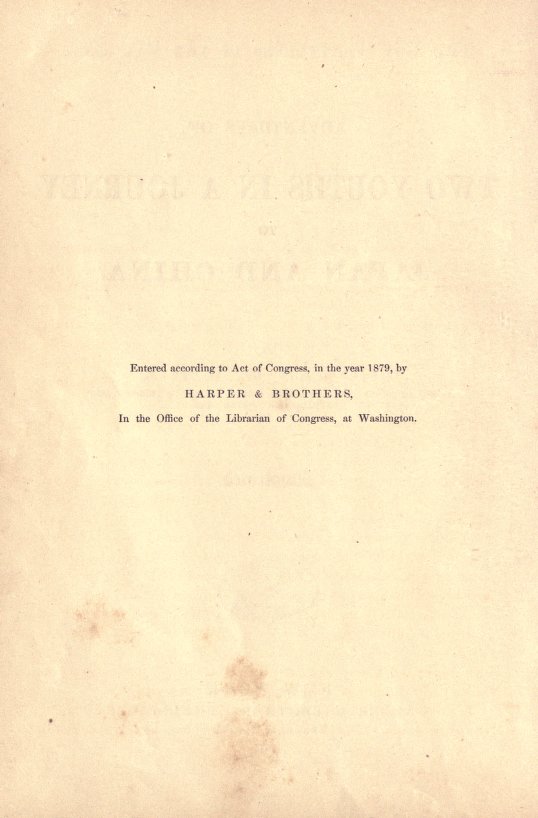 Entered according to Act of Congress, in the year 1879, by
HARPER & BROTHERS,
In the Office of the Librarian of Congress, at Washington.